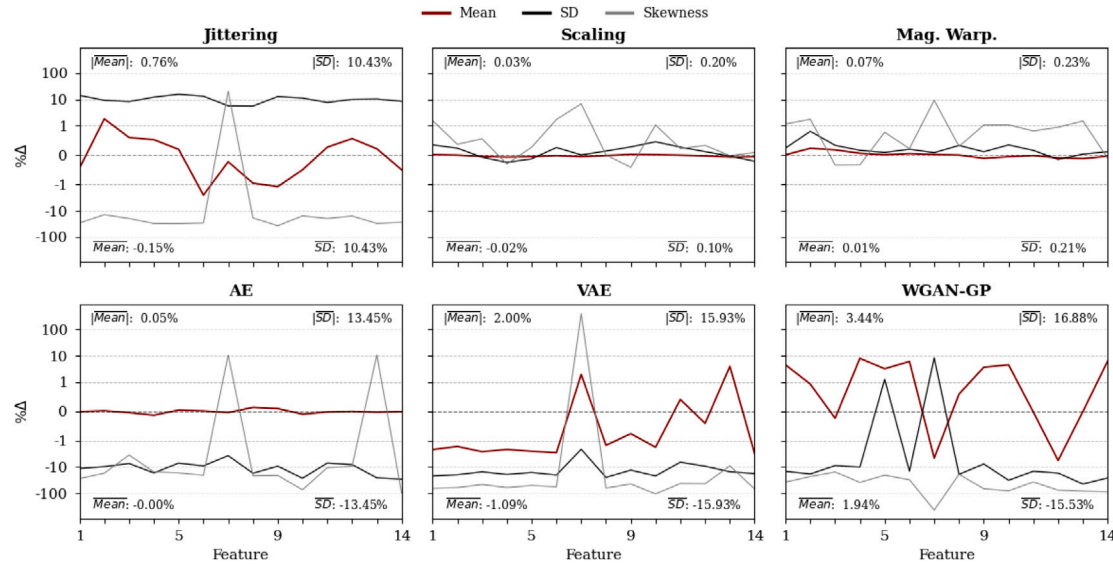 Mean SD Skewness
Jittering Scaling Mag. Warp.
|Mean|: 0.76% |SD|: 10.43% |Mean|: 0.03% |SD|: 0.20% |Mean|: 0.07% |SD|: 0.23%
100
10
1
0
-1
-10
-100
%Δ
Mean: -0.15% SD: 10.43% Mean: -0.02% SD: 0.10% Mean: 0.01% SD: 0.21%
AE VAE WGAN-GP
|Mean|: 0.05% |SD|: 13.45% |Mean|: 2.00% |SD|: 15.93% |Mean|: 3.44% |SD|: 16.88%
100
10
1
0
-1
-10
-100
%Δ
Mean: -0.00% SD: -13.45% Mean: -1.09% SD: -15.93% Mean: 1.94% SD: -15.53%
1 5 9 14 1 5 9 14 1 5 9 14
Feature Feature Feature